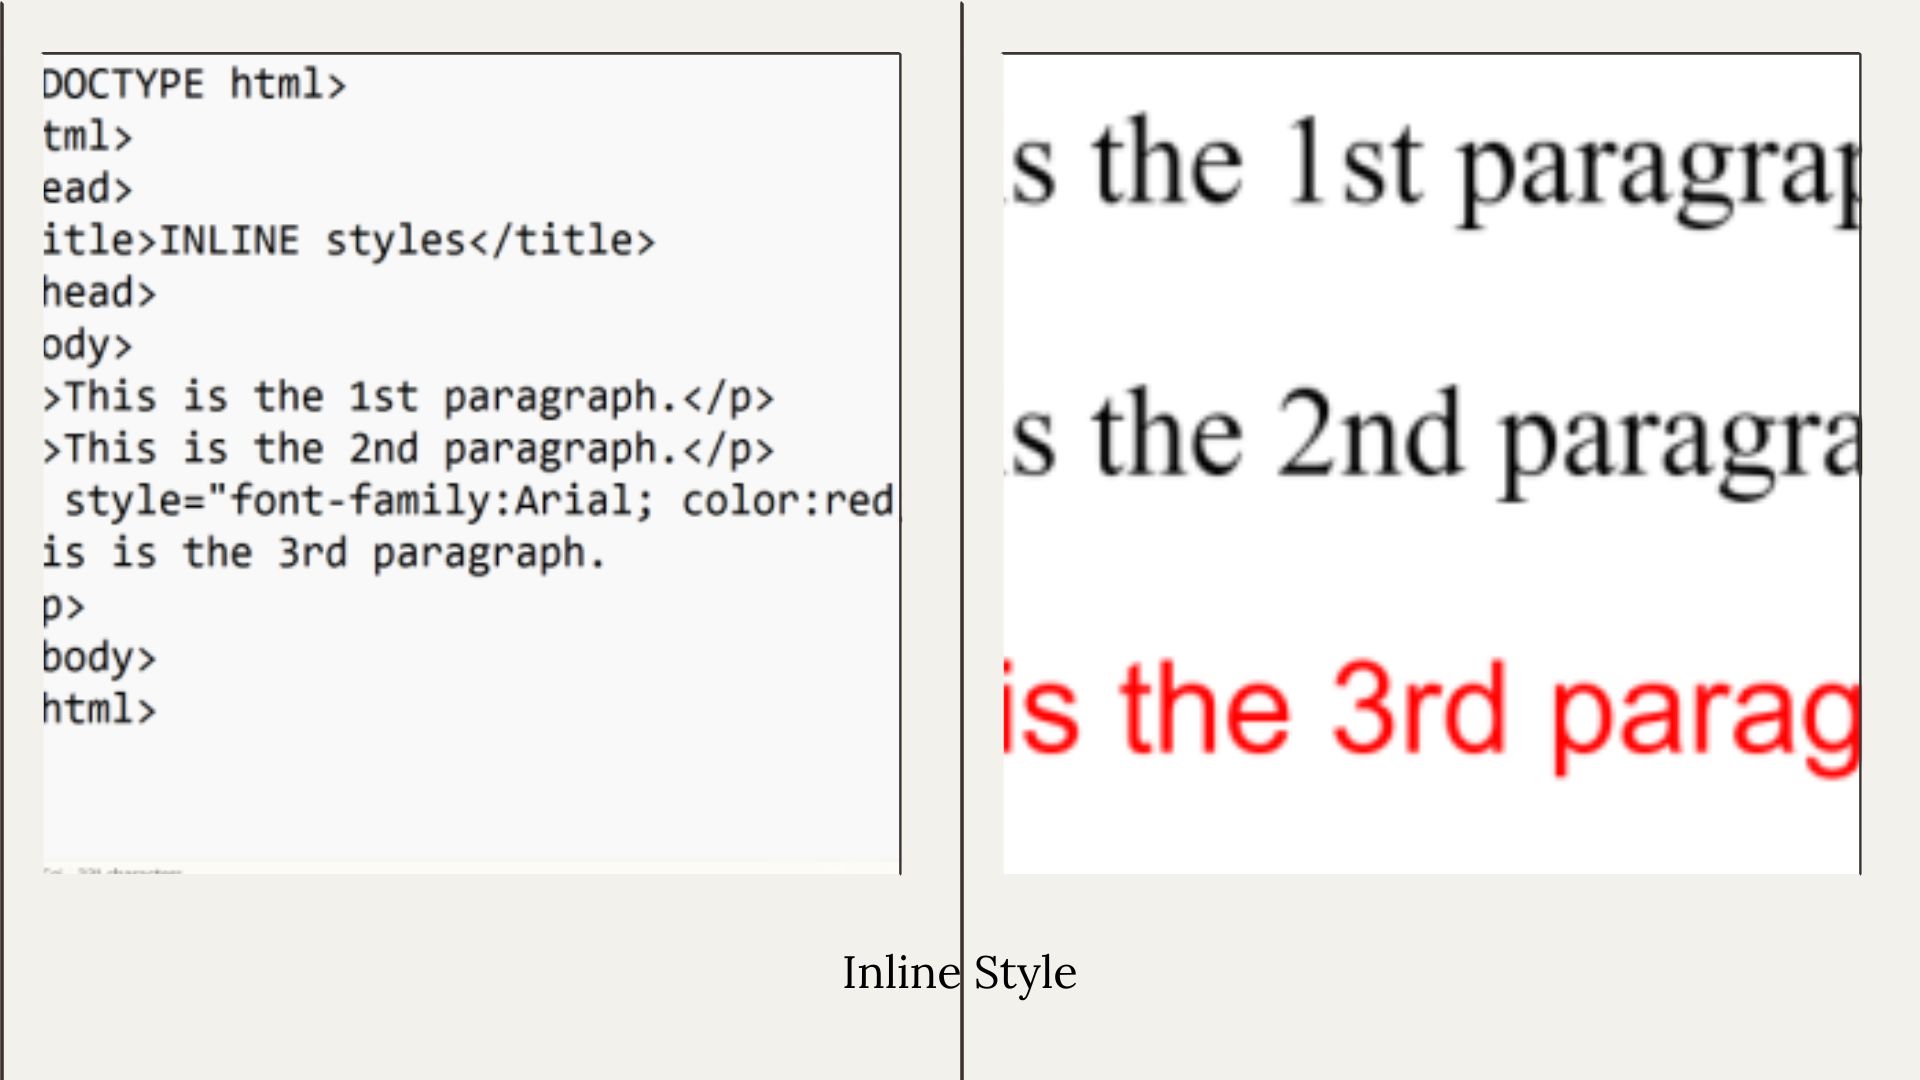 DOCTYPE html>
tml>
ead>
itle>INLINE styles</title>
head>
ody>
>This is the 1st paragraph.</p>
>This is the 2nd paragraph.</p>
style="font-family:Arial; color:red
is is the 3rd paragraph.
p>
body>
html>
s the 1st paragrap
s the 2nd paragra
is the 3rd parag
Inline Style